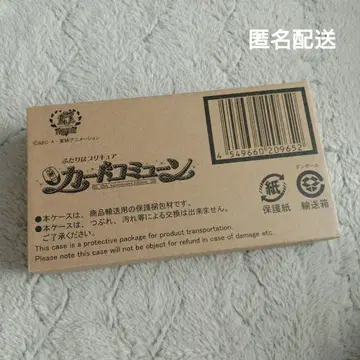 匿名配送
©ABC-A・東映アニメーション
ふたりはプリキュア
カードコミューン
4 549660 209652
●本ケースは、商品輸送用の保護梱包材です。
●本ケースは、つぶれ、汚れ等による交換は出来ません。
ご了承ください。
This case is a protective package for product transportation.
Please note this case will not be object for refund in case of damage etc.
紙
保護紙
ダンボール
輸送箱